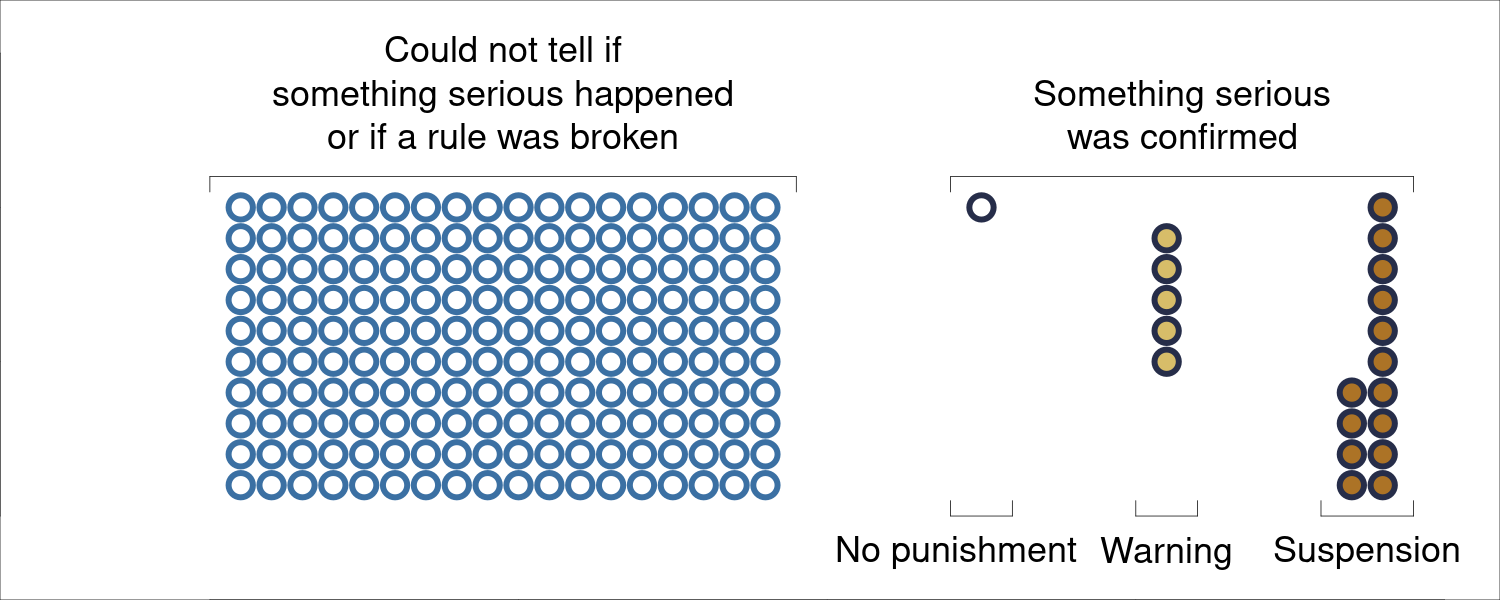 Could not tell if
something serious happened
or if a rule was broken
Something serious
was confirmed
No punishment
Warning
Suspension